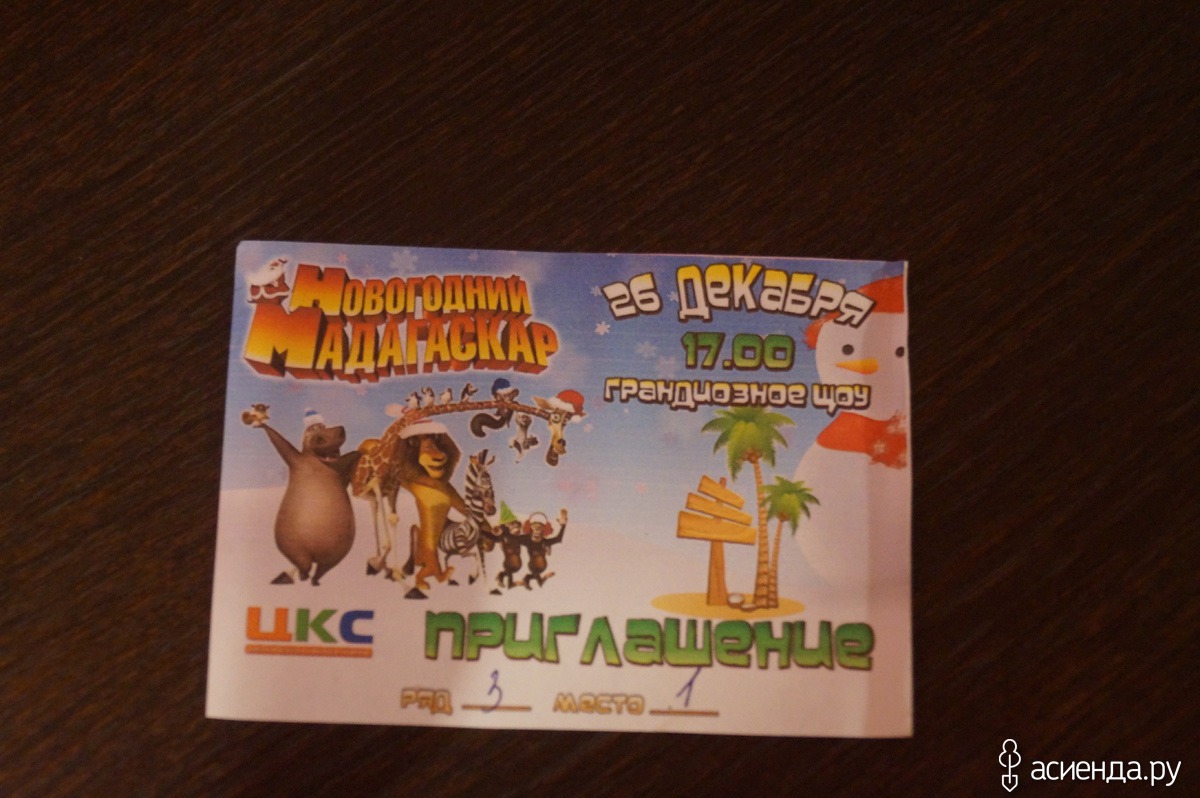 Новогодний
Мадагаскар
26 Декабря
17.00
грандиозное шоу
ЦКС
приглашение
ряд 3 место 1
асиенда.ру